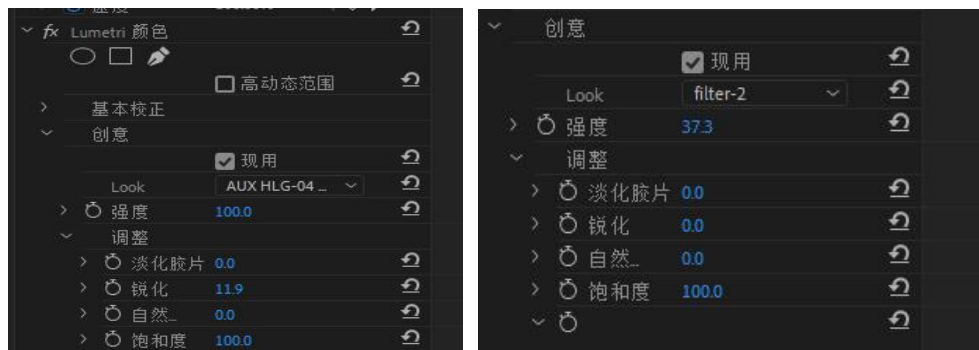 fx Lumetri 颜色
高动态范围
基本校正
创意
现用
Look AUX HLG-04 ...
强度 100.0
调整
淡化胶片 0.0
锐化 11.9
自然...
0.0
饱和度 100.0
创意
现用
Look filter-2
强度 37.3
调整
淡化胶片 0.0
锐化 0.0
自然... 0.0
饱和度 100.0